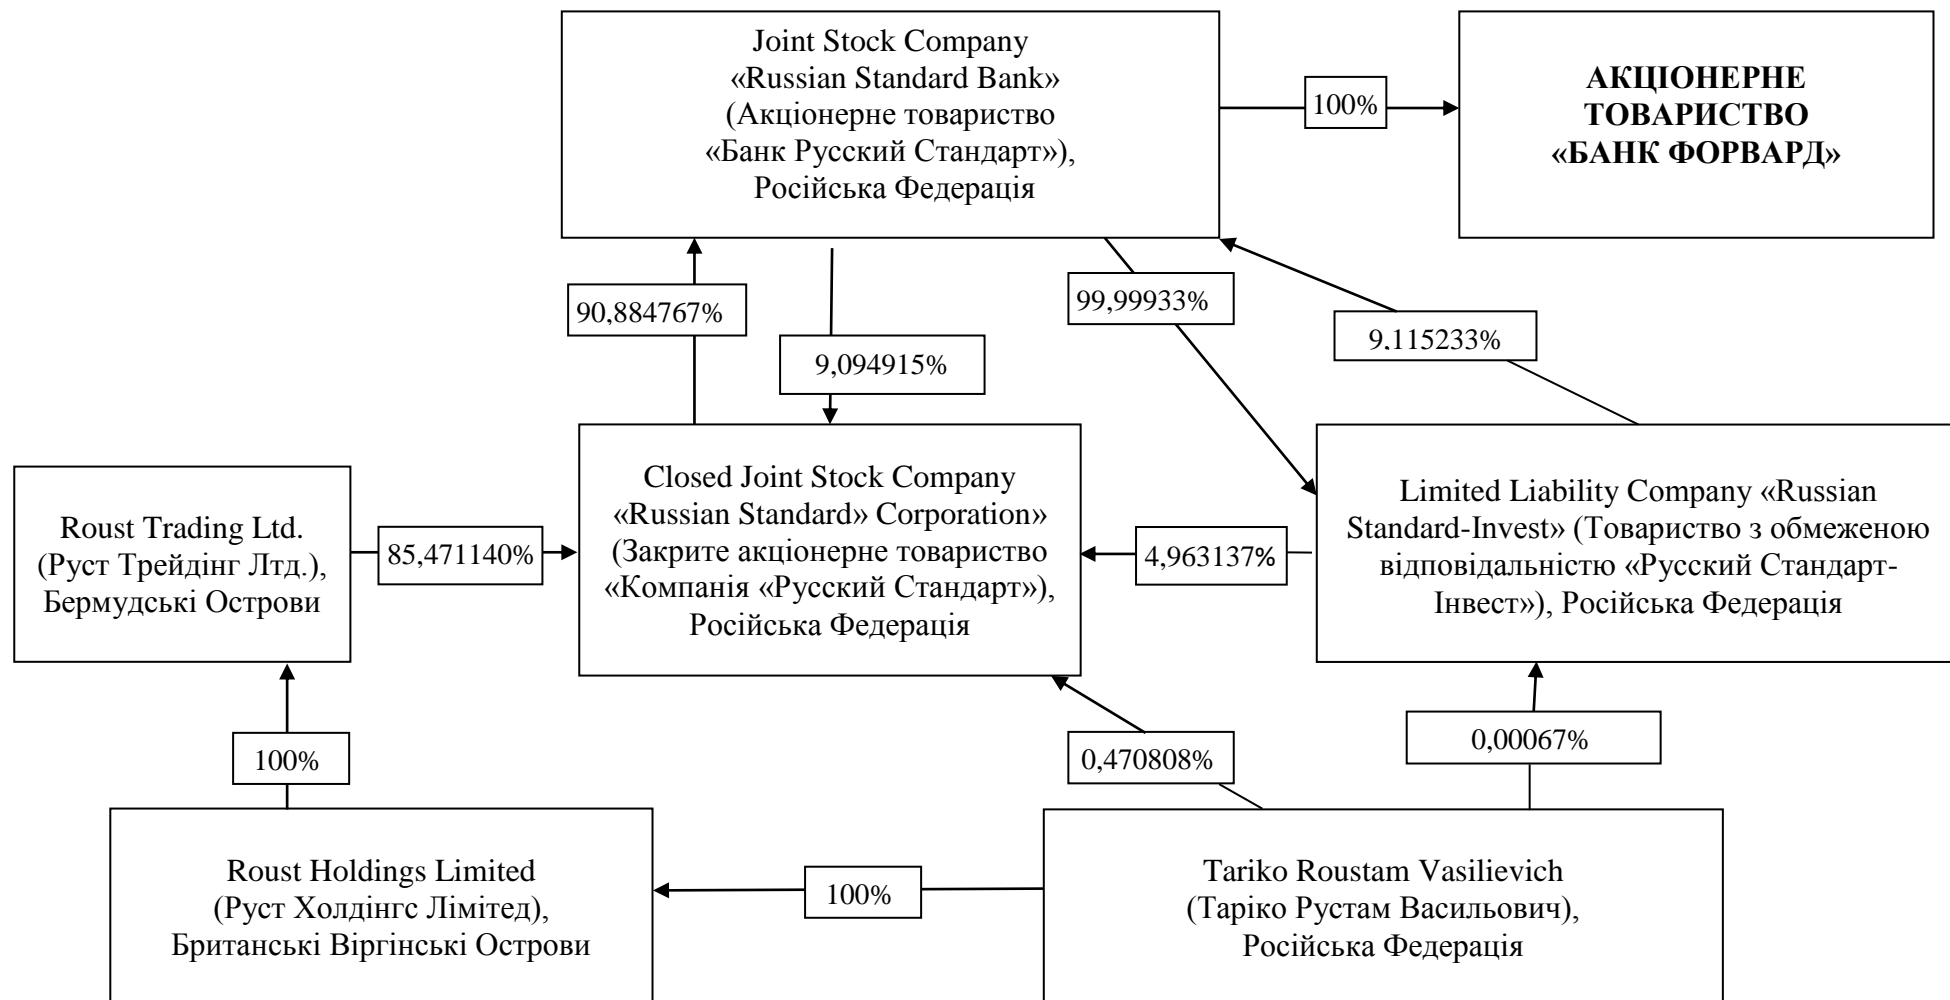 Joint Stock Company
«Russian Standard Bank»
(Акціонерне товариство
«Банк Русский Стандарт»),
Російська Федерація
100%
АКЦІОНЕРНЕ
ТОВАРИСТВО
«БАНК ФОРВАРД»
90,884767%
9,094915%
99,99933%
9,115233%
Roust Trading Ltd.
(Руст Трейдінг Лтд.),
Бермудські Острови
85,471140%
Closed Joint Stock Company
«Russian Standard» Corporation»
(Закрите акціонерне товариство
«Компанія «Русский Стандарт»),
Російська Федерація
4,963137%
Limited Liability Company «Russian
Standard-Invest» (Товариство з обмеженою
відповідальністю «Русский Стандарт-
Інвест»), Російська Федерація
100%
0,470808%
0,00067%
Roust Holdings Limited
(Руст Холдінгс Лімітед),
Британські Віргінські Острови
100%
Tariko Roustam Vasilievich
(Таріко Рустам Васильович),
Російська Федерація